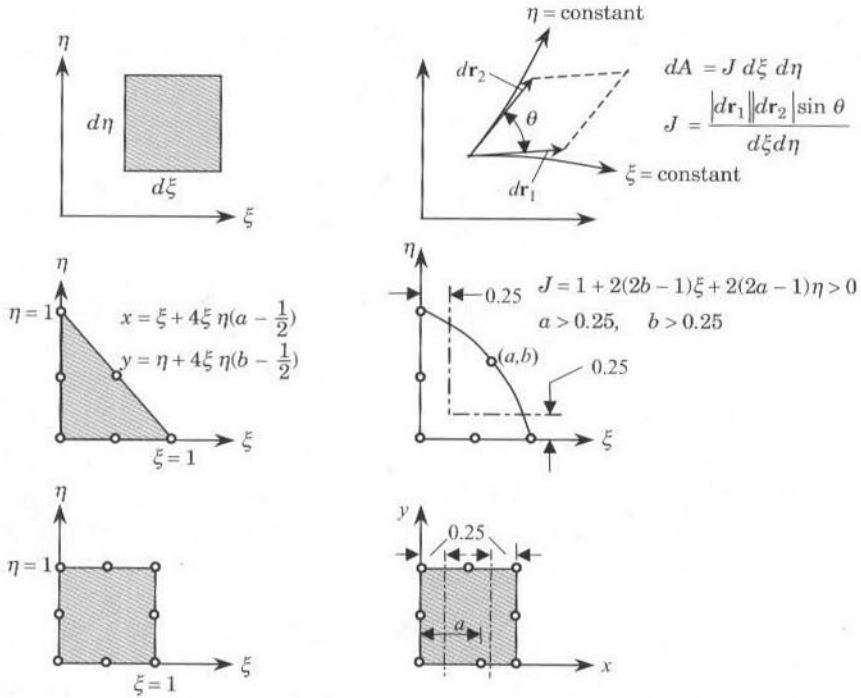 η
dη
dξ
ξ
η = constant
dr₂
θ
dr₁
ξ = constant
dA = J dξ dη
J = |dr₁||dr₂| sin θ / dξdη
η
η = 1
x = ξ + 4ξ η(a − 1/2)
y = η + 4ξ η(b − 1/2)
ξ
ξ = 1
η
0.25
J = 1 + 2(2b − 1)ξ + 2(2a − 1)η > 0
a > 0.25, b > 0.25
(a,b)
0.25
ξ
η
η = 1
ξ
ξ = 1
y
0.25
a
x